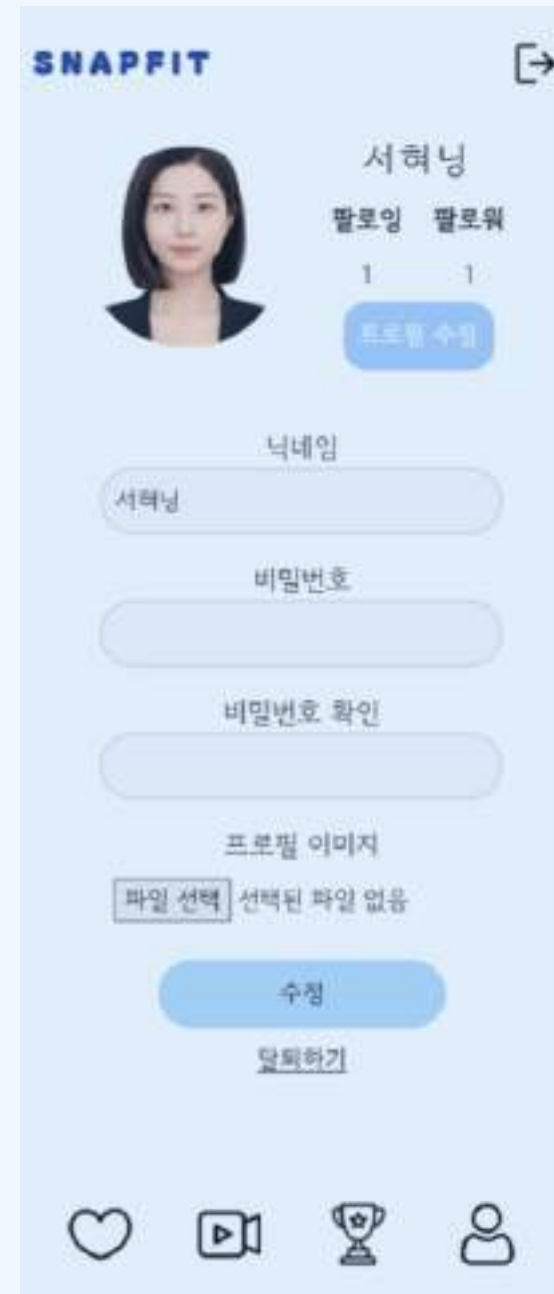 SNAPFIT
서혀닝
팔로잉 팔로워
1 1
프로필 수정
닉네임
서혀닝
비밀번호
비밀번호 확인
프로필 이미지
파일 선택 선택된 파일 없음
수정
탈퇴하기